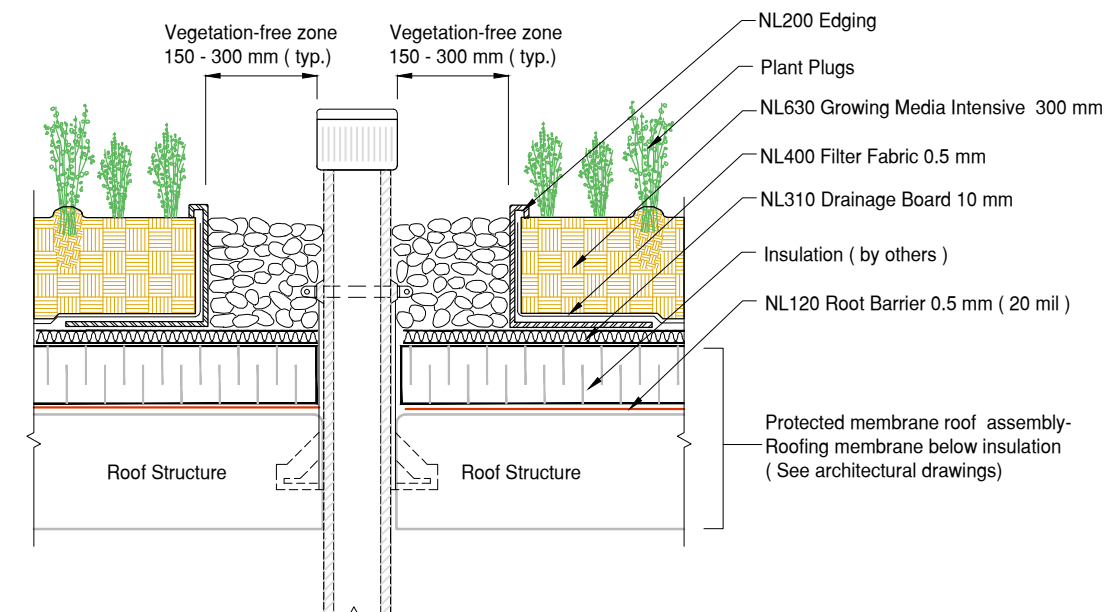 Vegetation-free zone
150 - 300 mm ( typ.)
Vegetation-free zone
150 - 300 mm ( typ.)
NL200 Edging
Plant Plugs
NL630 Growing Media Intensive  300 mm
NL400 Filter Fabric 0.5 mm
NL310 Drainage Board 10 mm
Insulation ( by others )
NL120 Root Barrier 0.5 mm ( 20 mil )
Protected membrane roof  assembly-
Roofing membrane below insulation
( See architectural drawings)
Roof Structure
Roof Structure